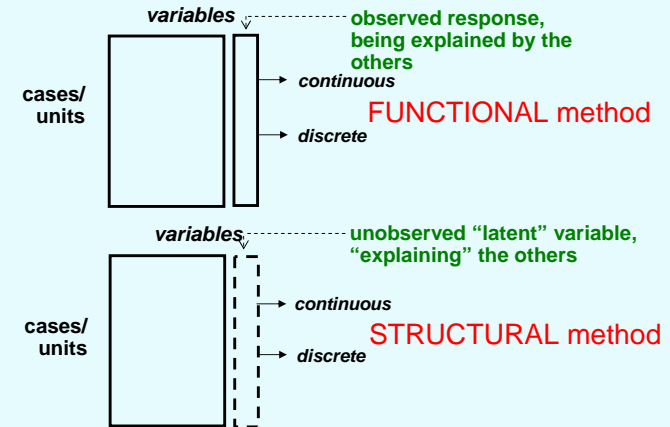 variables
observed response,
being explained by the
others
continuous
cases/
units
FUNCTIONAL method
discrete
variables
unobserved “latent” variable,
“explaining” the others
continuous
cases/
units
STRUCTURAL method
discrete